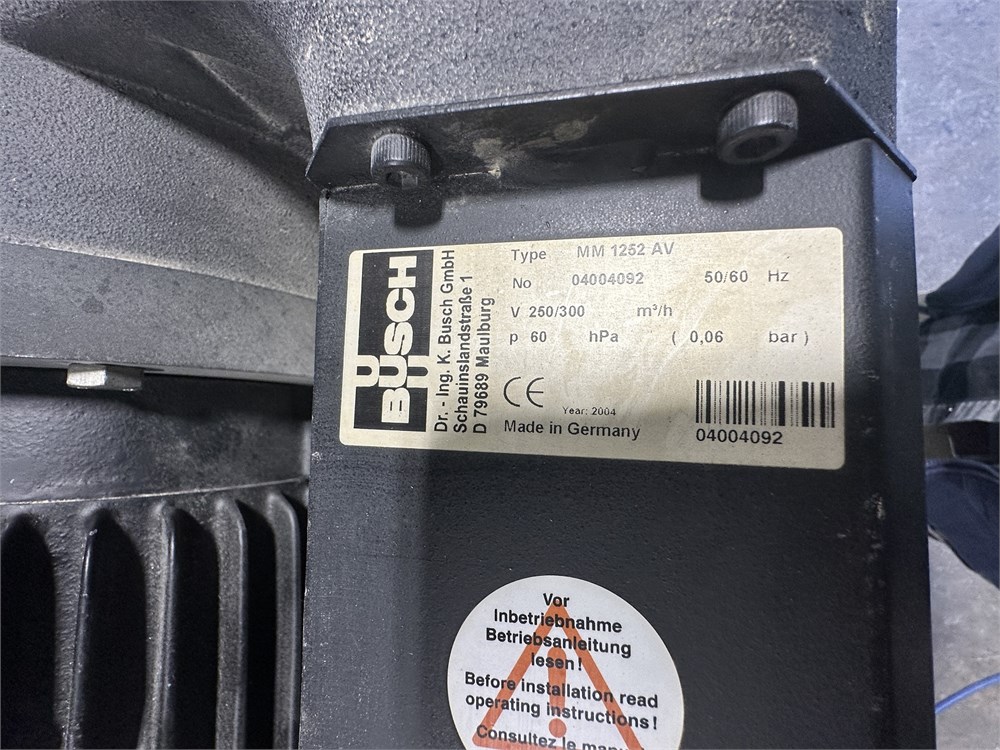 BUSCH
Dr. - Ing. K. Busch GmbH
Schauinslandstraße 1
D 79689 Maulburg
Type MM 1252 AV
No 04004092 50/60 Hz
V 250/300 m³/h
p 60 hPa ( 0,06 bar )
CE
Year: 2004
Made in Germany
04004092
Vor
Inbetriebnahme
Betriebsanleitung
lesen!
Before installation read
operating instructions!
Consultez le